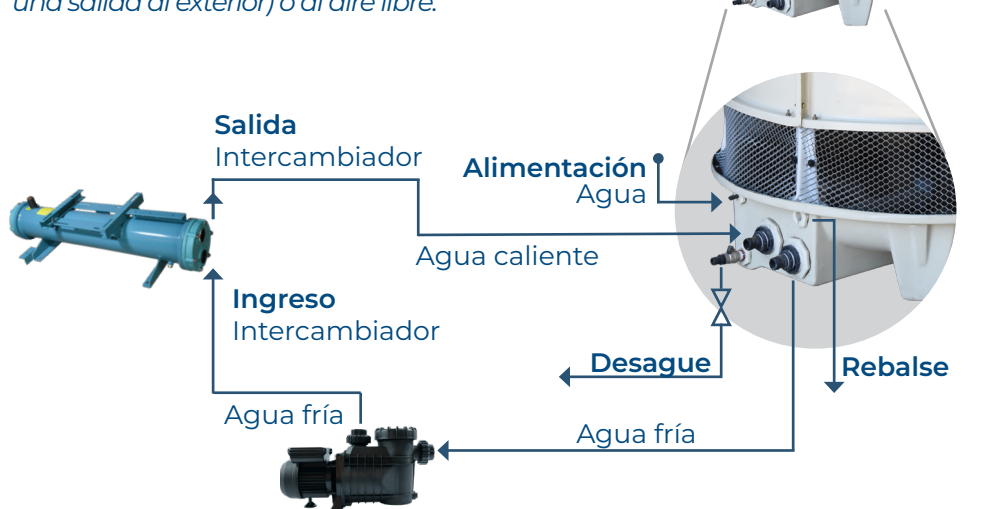 una salida al exterior) o al aire libre.
Salida
Intercambiador
Alimentación
Agua
Agua caliente
Ingreso
Intercambiador
Desague
Rebalse
Agua fría
Agua fría